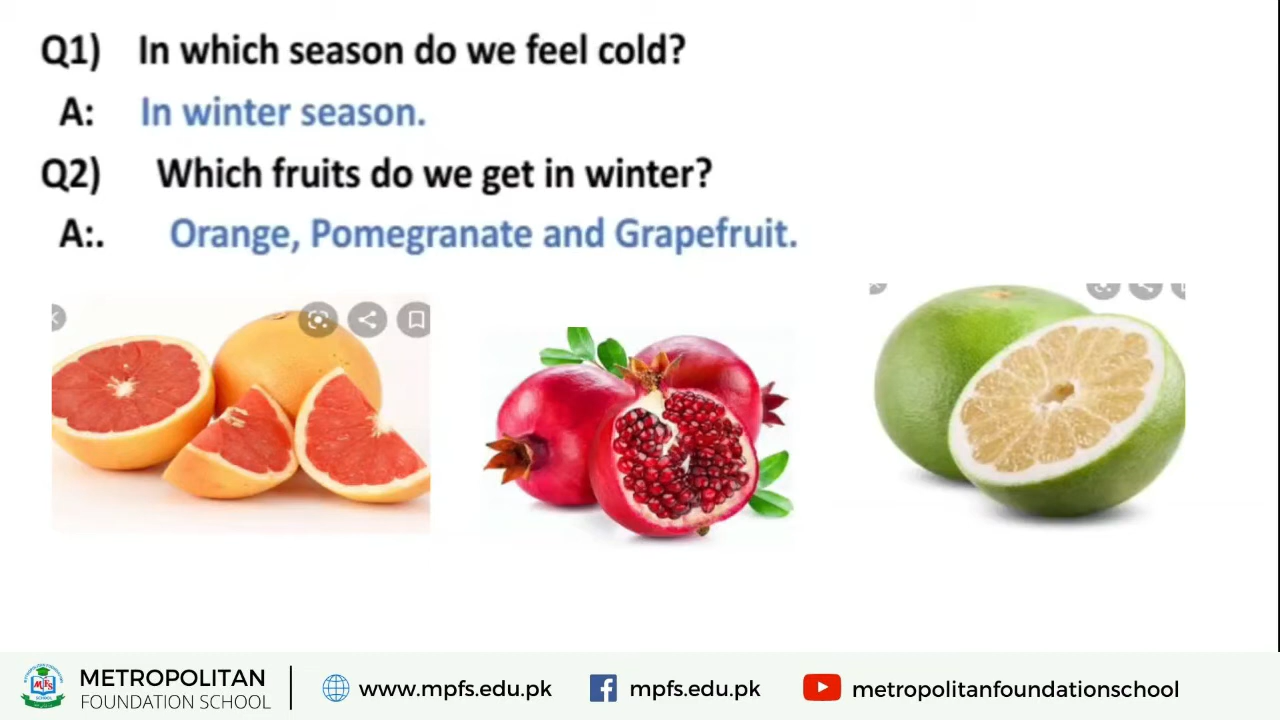 Q1) In which season do we feel cold?
A: In winter season.
Q2) Which fruits do we get in winter?
A:. Orange, Pomegranate and Grapefruit.
METROPOLITAN
FOUNDATION SCHOOL
www.mpfs.edu.pk
mpfs.edu.pk
metropolitanfoundationschool